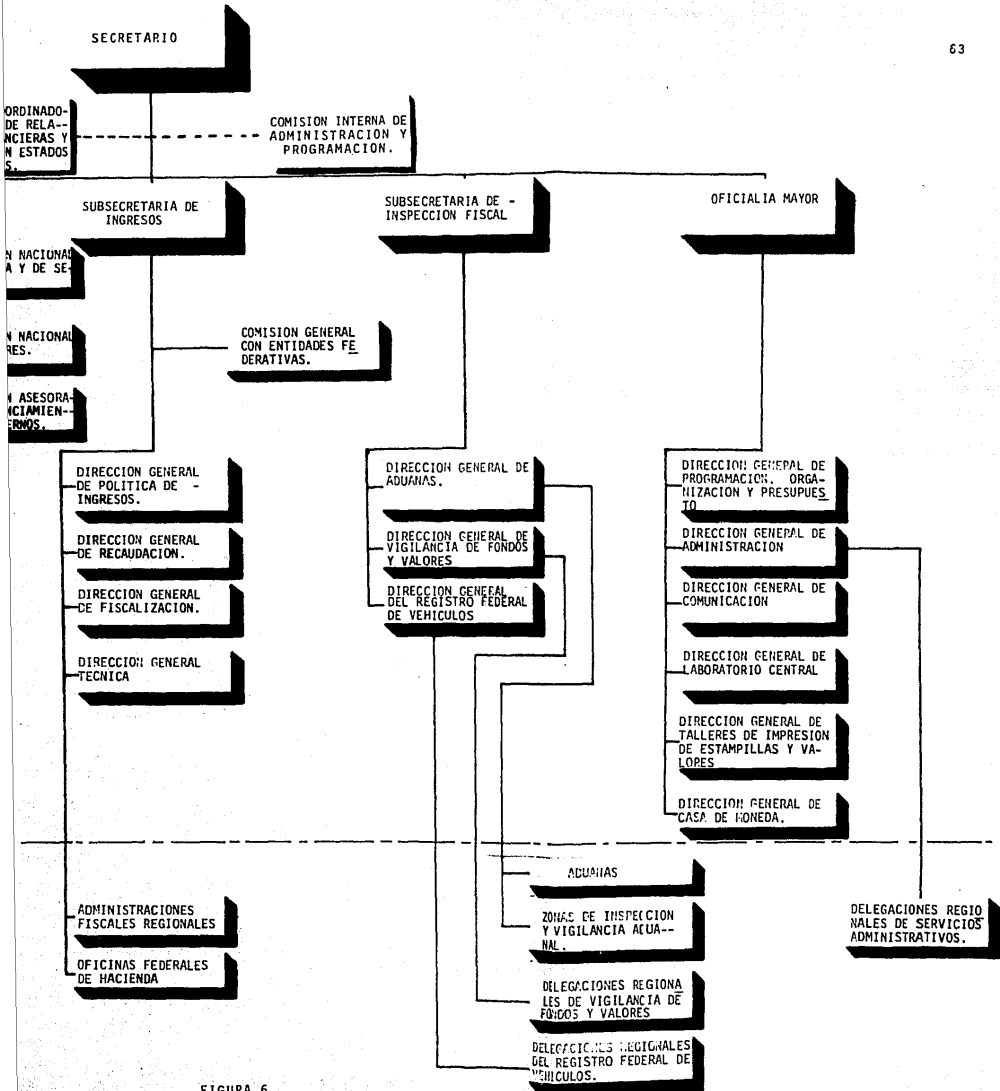 SECRETARIO
63
ORDINADO-
DE RELA--
NCIERAS Y
N ESTADOS
S.
COMISION INTERNA DE
ADMINISTRACION Y
PROGRAMACION.
SUBSECRETARIA DE
INGRESOS
SUBSECRETARIA DE -
INSPECCION FISCAL
OFICIALIA MAYOR
N NACIONAL
A Y DE SE-
N NACIONAL
RES.
N ASESORA-
NCIAMIEN--
ERNOS.
COMISION GENERAL
CON ENTIDADES FE
DERATIVAS.
DIRECCION GENERAL
DE POLITICA DE -
INGRESOS.
DIRECCION GENERAL
DE RECAUDACION.
DIRECCION GENERAL
DE FISCALIZACION.
DIRECCION GENERAL
TECNICA
DIRECCION GENERAL DE
ADUANAS.
DIRECCION GENERAL DE
VIGILANCIA DE FONDOS
Y VALORES
DIRECCION GENERAL
DEL REGISTRO FEDERAL
DE VEHICULOS
DIRECCION GENERAL DE
PROGRAMACION. ORGA-
NIZACION Y PRESUPUES
TO
DIRECCION GENERAL DE
ADMINISTRACION
DIRECCION GENERAL DE
COMUNICACION
DIRECCION GENERAL DE
LABORATORIO CENTRAL
DIRECCION GENERAL DE
TALLERES DE IMPRESION
DE ESTAMPILLAS Y VA-
LORES
DIRECCION GENERAL DE
CASA DE MONEDA.
ADMINISTRACIONES
FISCALES REGIONALES
OFICINAS FEDERALES
DE HACIENDA
ADUANAS
ZONAS DE INSPECCION
Y VIGILANCIA ADUA--
NAL.
DELEGACIONES REGIONA
LES DE VIGILANCIA DE
FONDOS Y VALORES
DELEGACIONES REGIONALES
DEL REGISTRO FEDERAL DE
VEHICULOS.
DELEGACIONES REGIO
NALES DE SERVICIOS
ADMINISTRATIVOS.
FIGURA 6